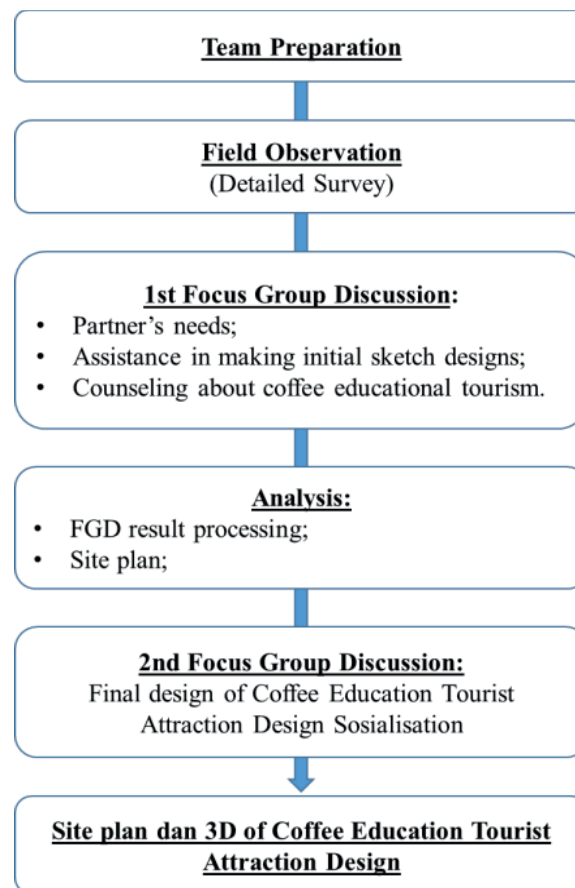 Team Preparation
Field Observation
(Detailed Survey)
1st Focus Group Discussion:
• Partner's needs;
• Assistance in making initial sketch designs;
• Counseling about coffee educational tourism.
Analysis:
• FGD result processing;
• Site plan;
2nd Focus Group Discussion:
Final design of Coffee Education Tourist
Attraction Design Sosialisation
Site plan dan 3D of Coffee Education Tourist
Attraction Design